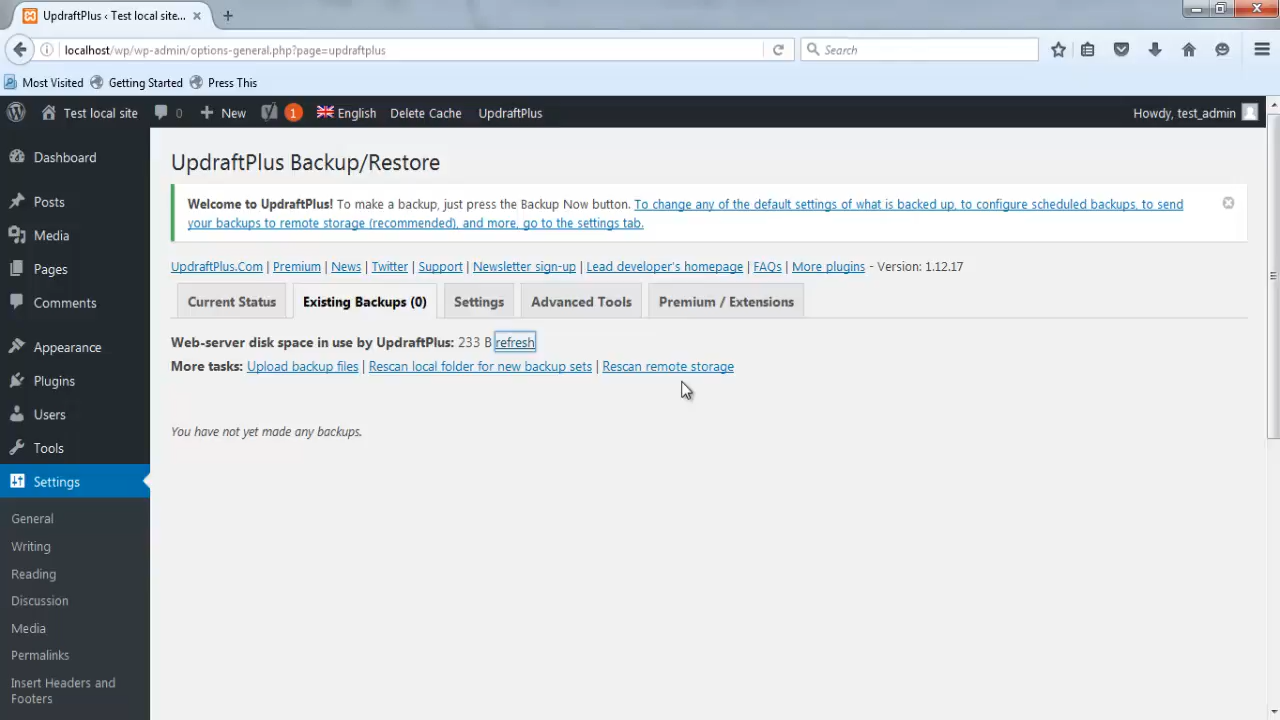 UpdraftPlus ‹ Test local site...
localhost/wp/wp-admin/options-general.php?page=updraftplus
Search
Most Visited Getting Started Press This
Test local site 0 New 1 English Delete Cache UpdraftPlus Howdy, test_admin
Dashboard
Posts
Media
Pages
Comments
Appearance
Plugins
Users
Tools
Settings
General
Writing
Reading
Discussion
Media
Permalinks
Insert Headers and
Footers
UpdraftPlus Backup/Restore
Welcome to UpdraftPlus! To make a backup, just press the Backup Now button. To change any of the default settings of what is backed up, to configure scheduled backups, to send
your backups to remote storage (recommended), and more, go to the settings tab.
UpdraftPlus.Com | Premium | News | Twitter | Support | Newsletter sign-up | Lead developer's homepage | FAQs | More plugins - Version: 1.12.17
Current Status Existing Backups (0) Settings Advanced Tools Premium / Extensions
Web-server disk space in use by UpdraftPlus: 233 B refresh
More tasks: Upload backup files | Rescan local folder for new backup sets | Rescan remote storage
You have not yet made any backups.